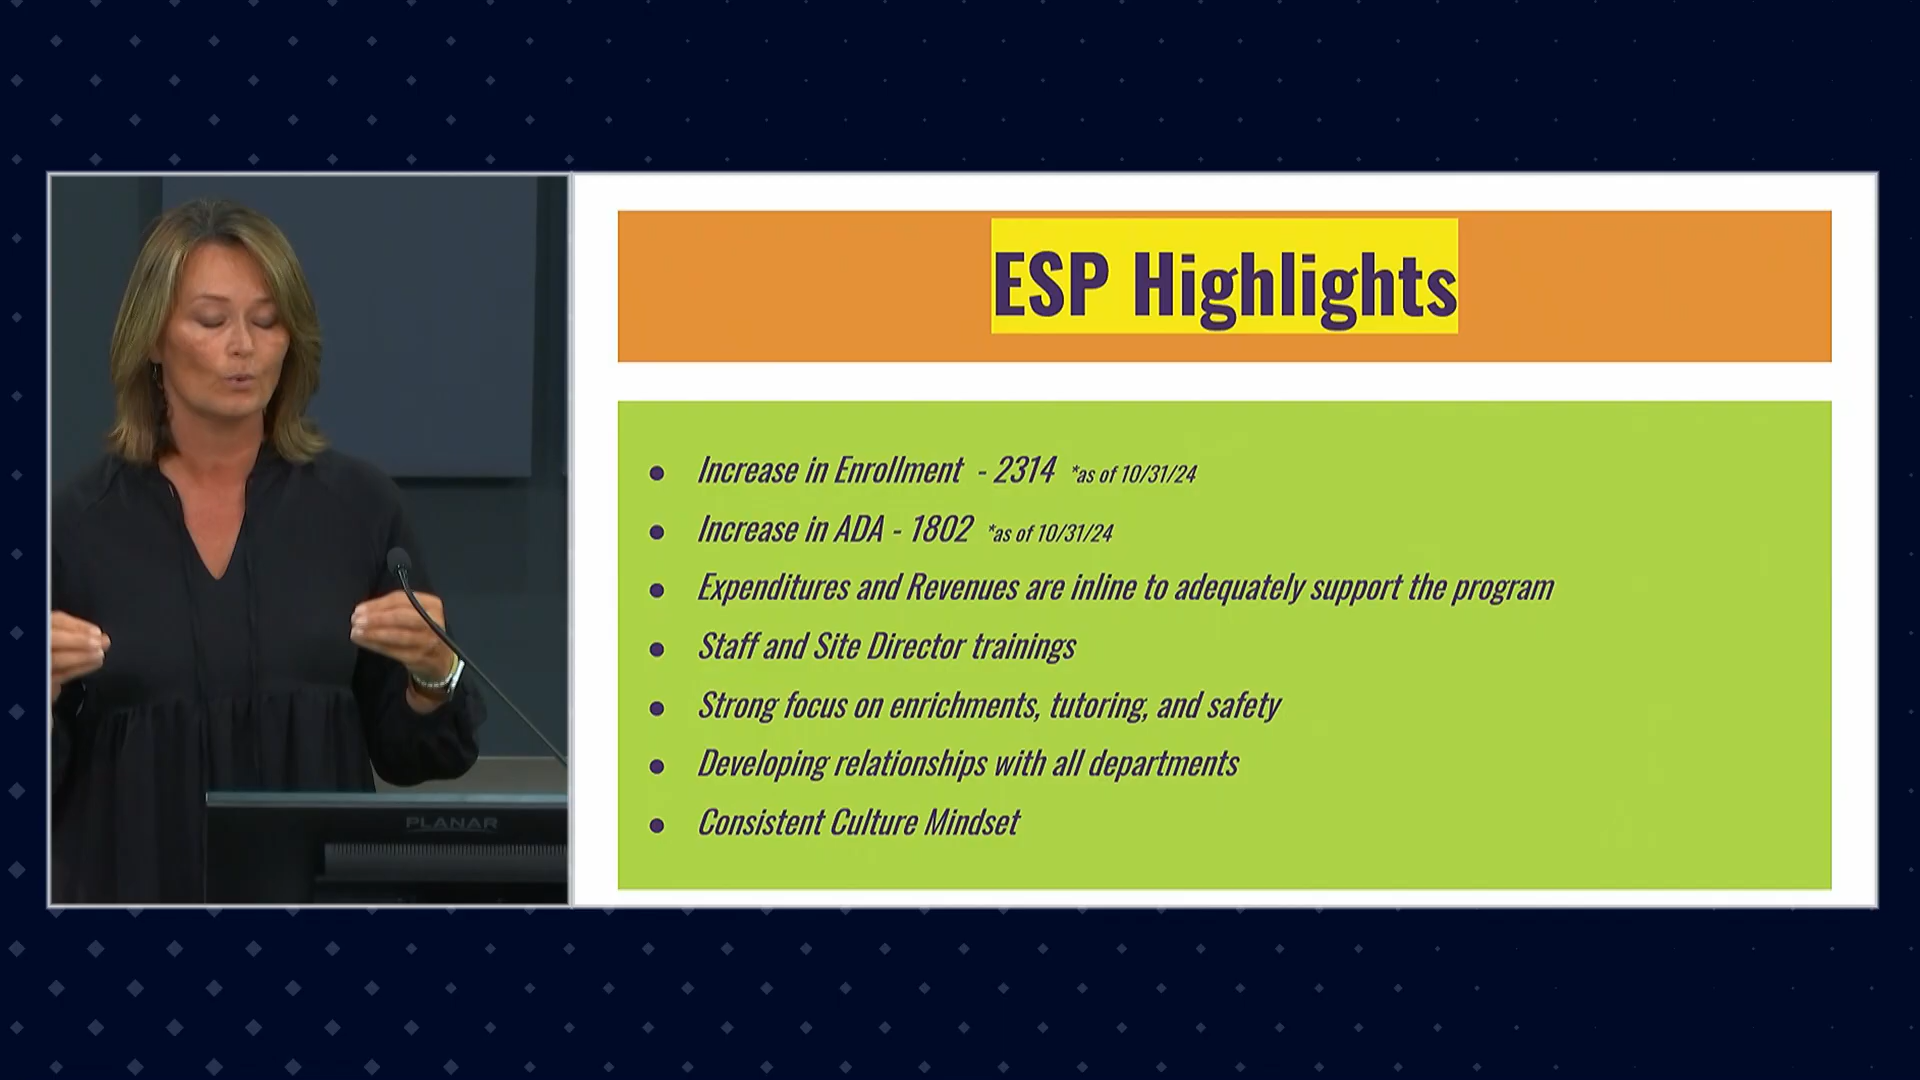 ESP Highlights
● Increase in Enrollment - 2314 *as of 10/31/24
● Increase in ADA - 1802 *as of 10/31/24
● Expenditures and Revenues are inline to adequately support the program
● Staff and Site Director trainings
● Strong focus on enrichments, tutoring, and safety
● Developing relationships with all departments
● Consistent Culture Mindset
PLANAR